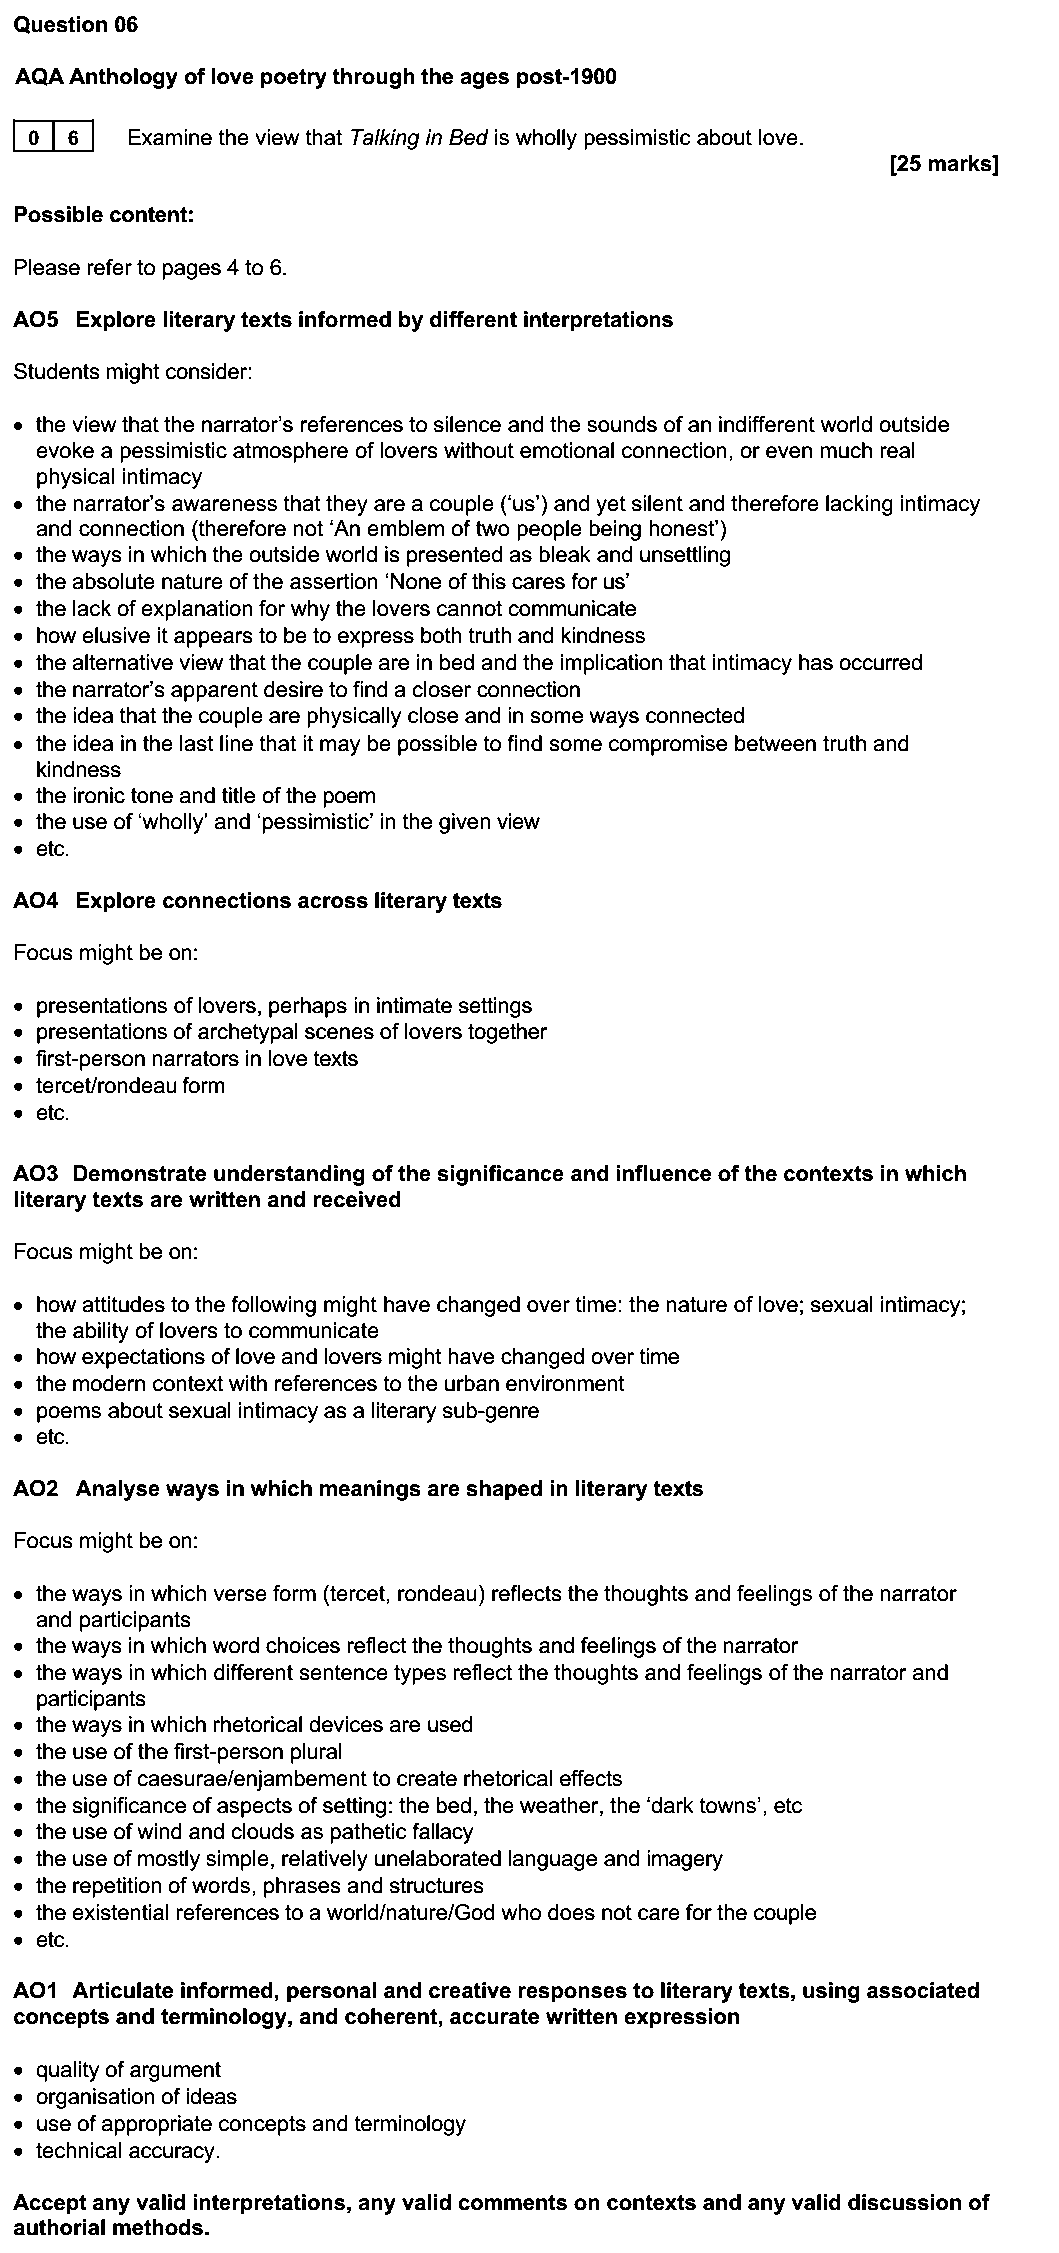 Question 06
AQA Anthology of love poetry through the ages post-1900
0 6 Examine the view that Talking in Bed is wholly pessimistic about love.
[25 marks]
Possible content:
Please refer to pages 4 to 6.
AO5 Explore literary texts informed by different interpretations
Students might consider:
• the view that the narrator's references to silence and the sounds of an indifferent world outside
evoke a pessimistic atmosphere of lovers without emotional connection, or even much real
physical intimacy
• the narrator's awareness that they are a couple ('us') and yet silent and therefore lacking intimacy
and connection (therefore not 'An emblem of two people being honest')
• the ways in which the outside world is presented as bleak and unsettling
• the absolute nature of the assertion 'None of this cares for us'
• the lack of explanation for why the lovers cannot communicate
• how elusive it appears to be to express both truth and kindness
• the alternative view that the couple are in bed and the implication that intimacy has occurred
• the narrator's apparent desire to find a closer connection
• the idea that the couple are physically close and in some ways connected
• the idea in the last line that it may be possible to find some compromise between truth and
kindness
• the ironic tone and title of the poem
• the use of 'wholly' and 'pessimistic' in the given view
• etc.
AO4 Explore connections across literary texts
Focus might be on:
• presentations of lovers, perhaps in intimate settings
• presentations of archetypal scenes of lovers together
• first-person narrators in love texts
• tercet/rondeau form
• etc.
AO3 Demonstrate understanding of the significance and influence of the contexts in which
literary texts are written and received
Focus might be on:
• how attitudes to the following might have changed over time: the nature of love; sexual intimacy;
the ability of lovers to communicate
• how expectations of love and lovers might have changed over time
• the modern context with references to the urban environment
• poems about sexual intimacy as a literary sub-genre
• etc.
AO2 Analyse ways in which meanings are shaped in literary texts
Focus might be on:
• the ways in which verse form (tercet, rondeau) reflects the thoughts and feelings of the narrator
and participants
• the ways in which word choices reflect the thoughts and feelings of the narrator
• the ways in which different sentence types reflect the thoughts and feelings of the narrator and
participants
• the ways in which rhetorical devices are used
• the use of the first-person plural
• the use of caesurae/enjambement to create rhetorical effects
• the significance of aspects of setting: the bed, the weather, the 'dark towns', etc
• the use of wind and clouds as pathetic fallacy
• the use of mostly simple, relatively unelaborated language and imagery
• the repetition of words, phrases and structures
• the existential references to a world/nature/God who does not care for the couple
• etc.
AO1 Articulate informed, personal and creative responses to literary texts, using associated
concepts and terminology, and coherent, accurate written expression
• quality of argument
• organisation of ideas
• use of appropriate concepts and terminology
• technical accuracy.
Accept any valid interpretations, any valid comments on contexts and any valid discussion of
authorial methods.